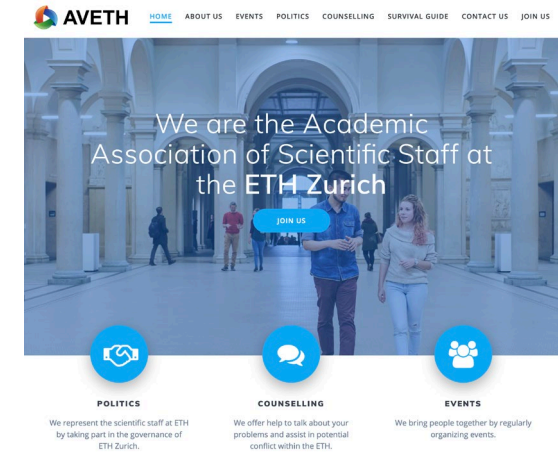 AVETH
HOME ABOUT US EVENTS POLITICS COUNSELLING SURVIVAL GUIDE CONTACT US JOIN US
We are the Academic
Association of Scientific Staff at
the ETH Zurich
JOIN US
POLITICS
We represent the scientific staff at ETH
by taking part in the governance of
ETH Zurich.
COUNSELLING
We offer help to talk about your
problems and assist in potential
conflict within the ETH.
EVENTS
We bring people together by regularly
organizing events.